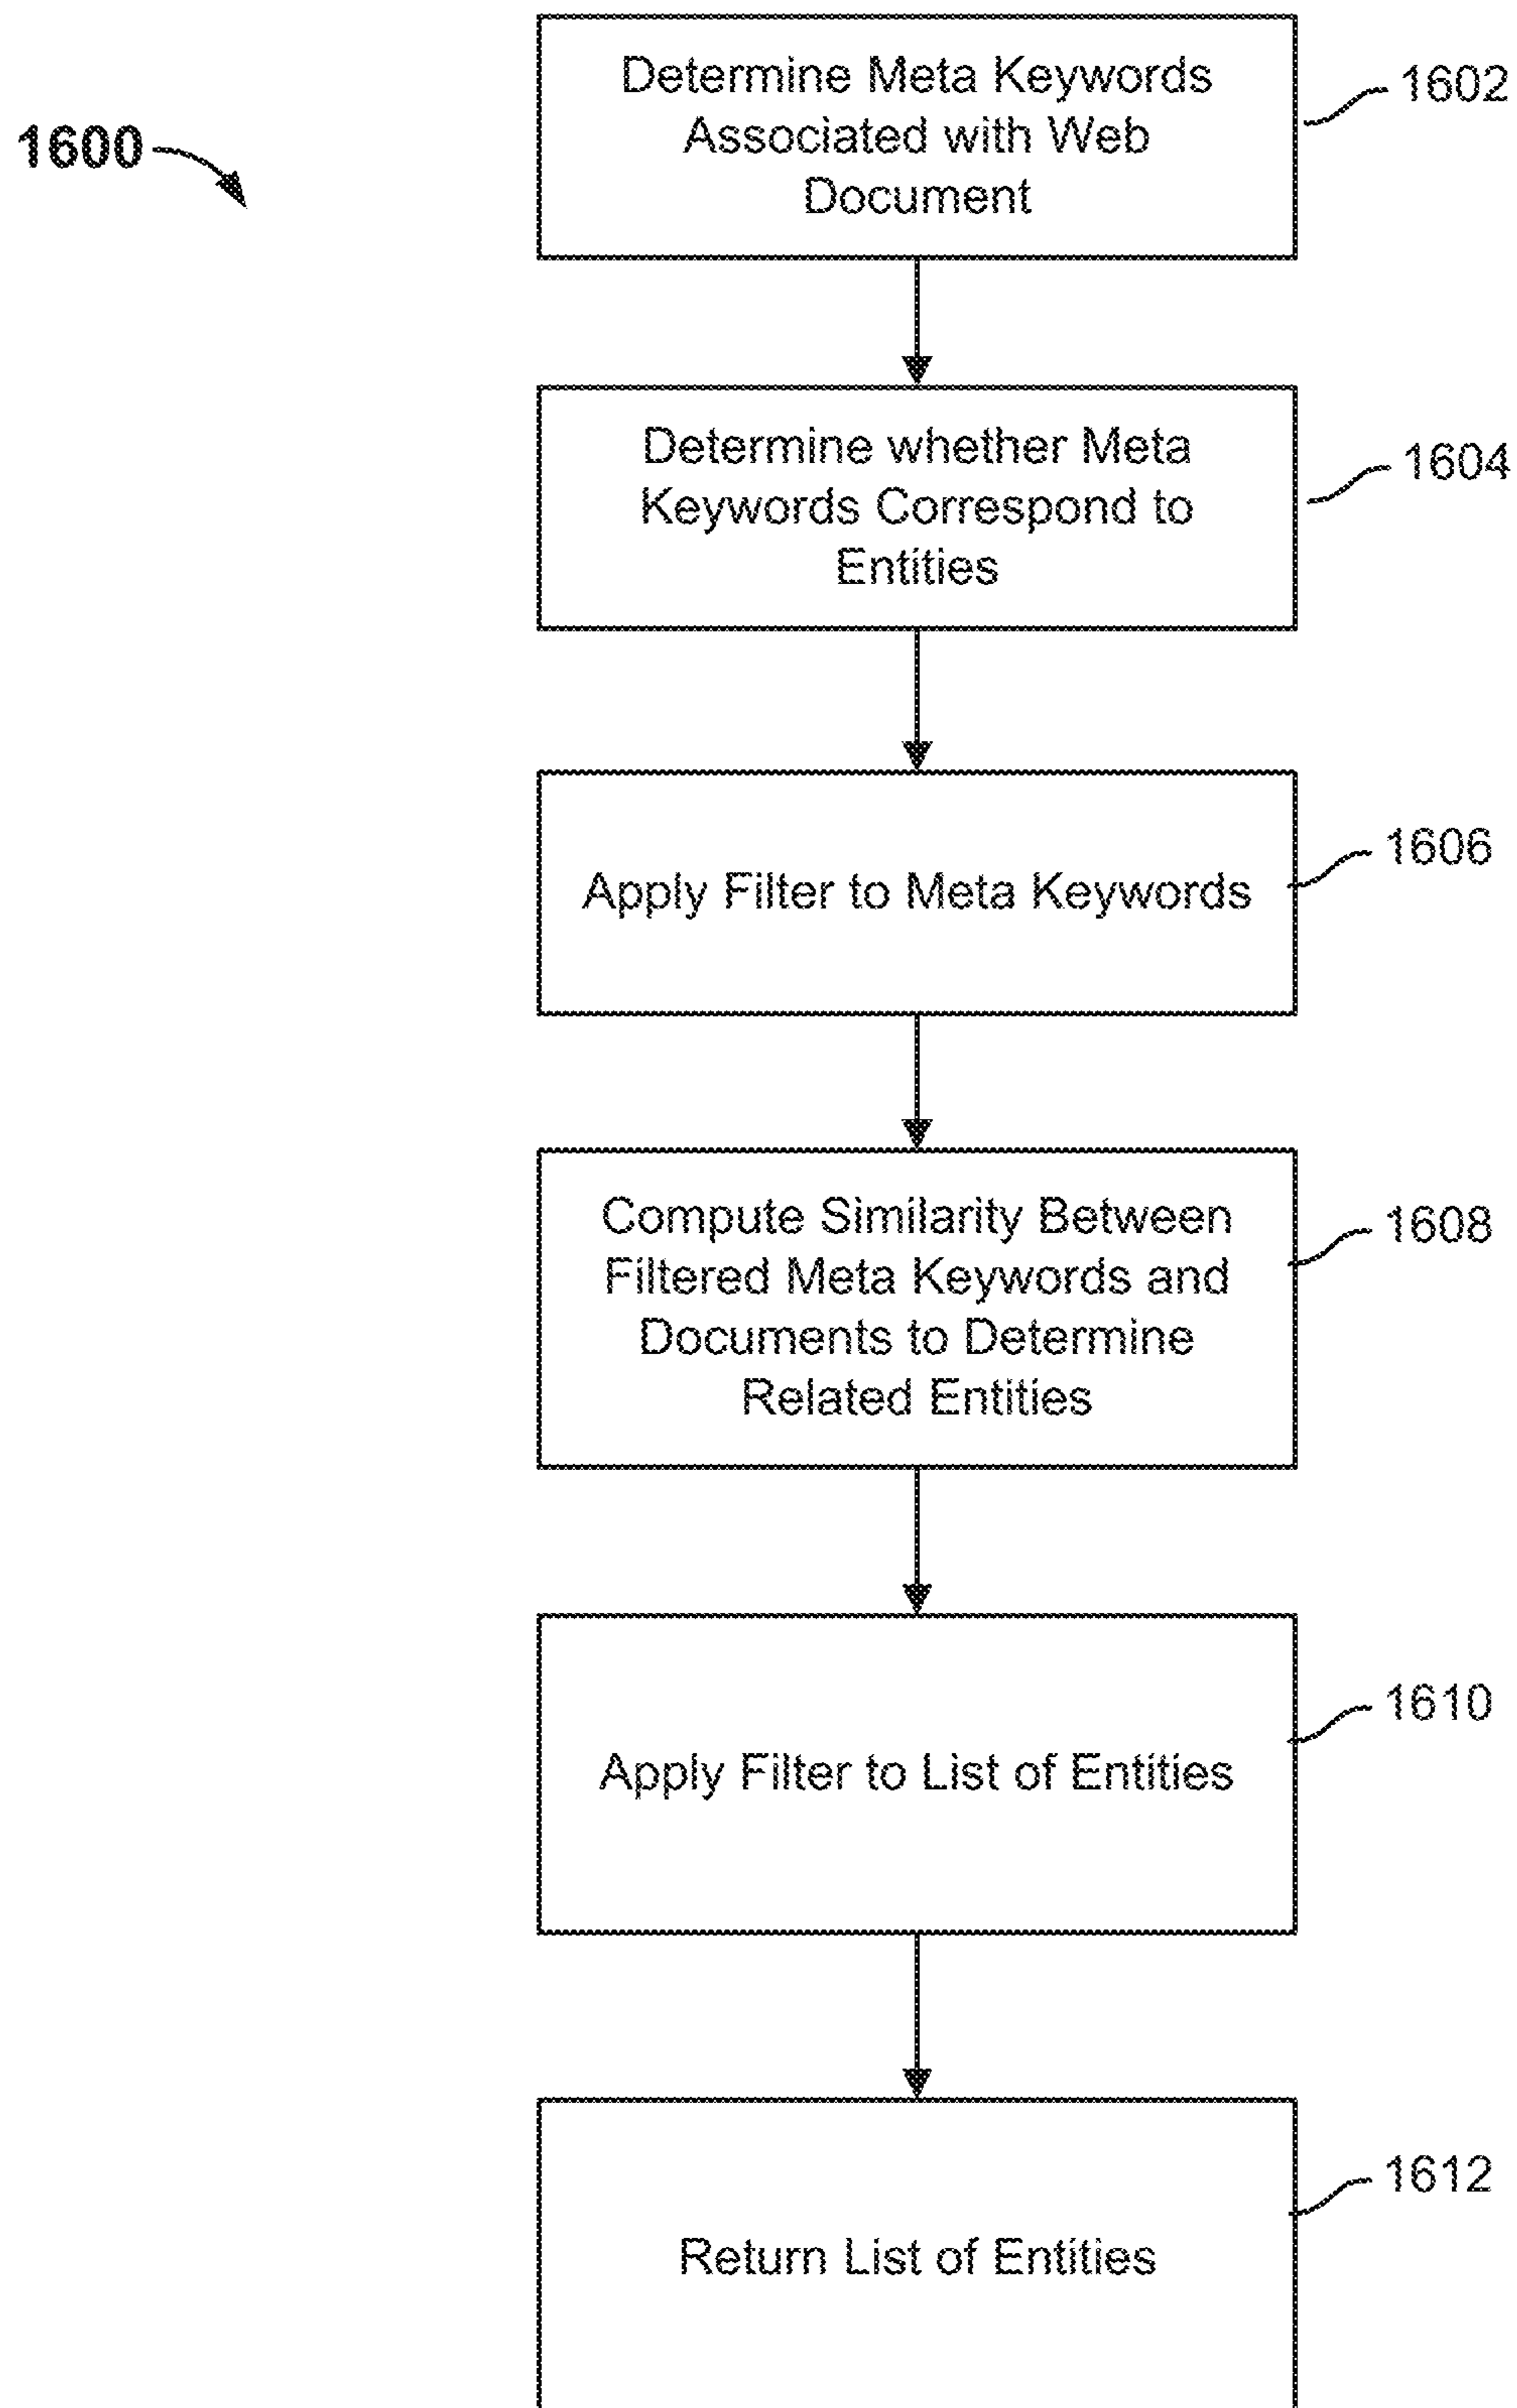 1600
Determine Meta Keywords
Associated with Web
Document
1602
Determine whether Meta
Keywords Correspond to
Entities
1604
Apply Filter to Meta Keywords
1606
Compute Similarity Between
Filtered Meta Keywords and
Documents to Determine
Related Entities
1608
Apply Filter to List of Entities
1610
Return List of Entities
1612